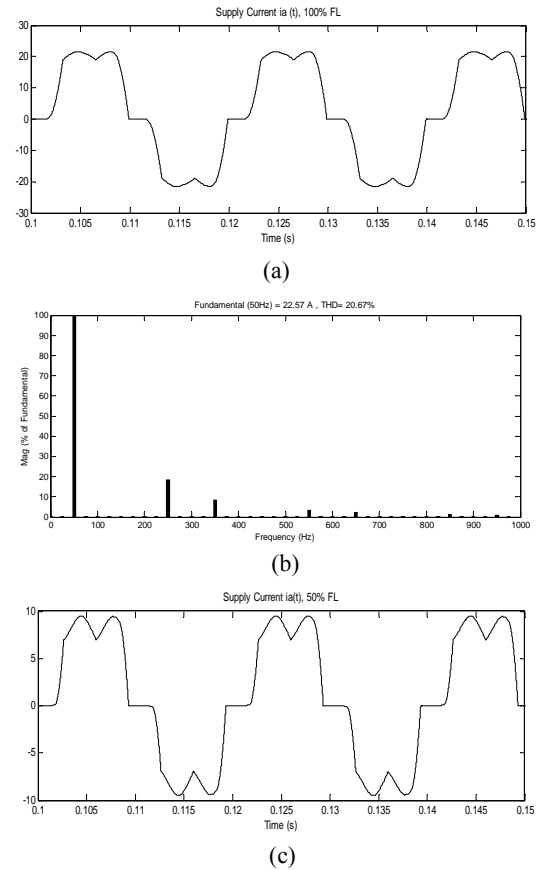 Supply Current ia (t), 100% FL
30
20
10
0
-10
-20
-30
0.1 0.105 0.11 0.115 0.12 0.125 0.13 0.135 0.14 0.145 0.15
Time (s)
(a)
Fundamental (50Hz) = 22.57 A , THD= 20.67%
Mag (% of Fundamental)
100
90
80
70
60
50
40
30
20
10
0
0 100 200 300 400 500 600 700 800 900 1000
Frequency (Hz)
(b)
Supply Current ia(t), 50% FL
10
5
0
-5
-10
0.1 0.105 0.11 0.115 0.12 0.125 0.13 0.135 0.14 0.145 0.15
Time (s)
(c)